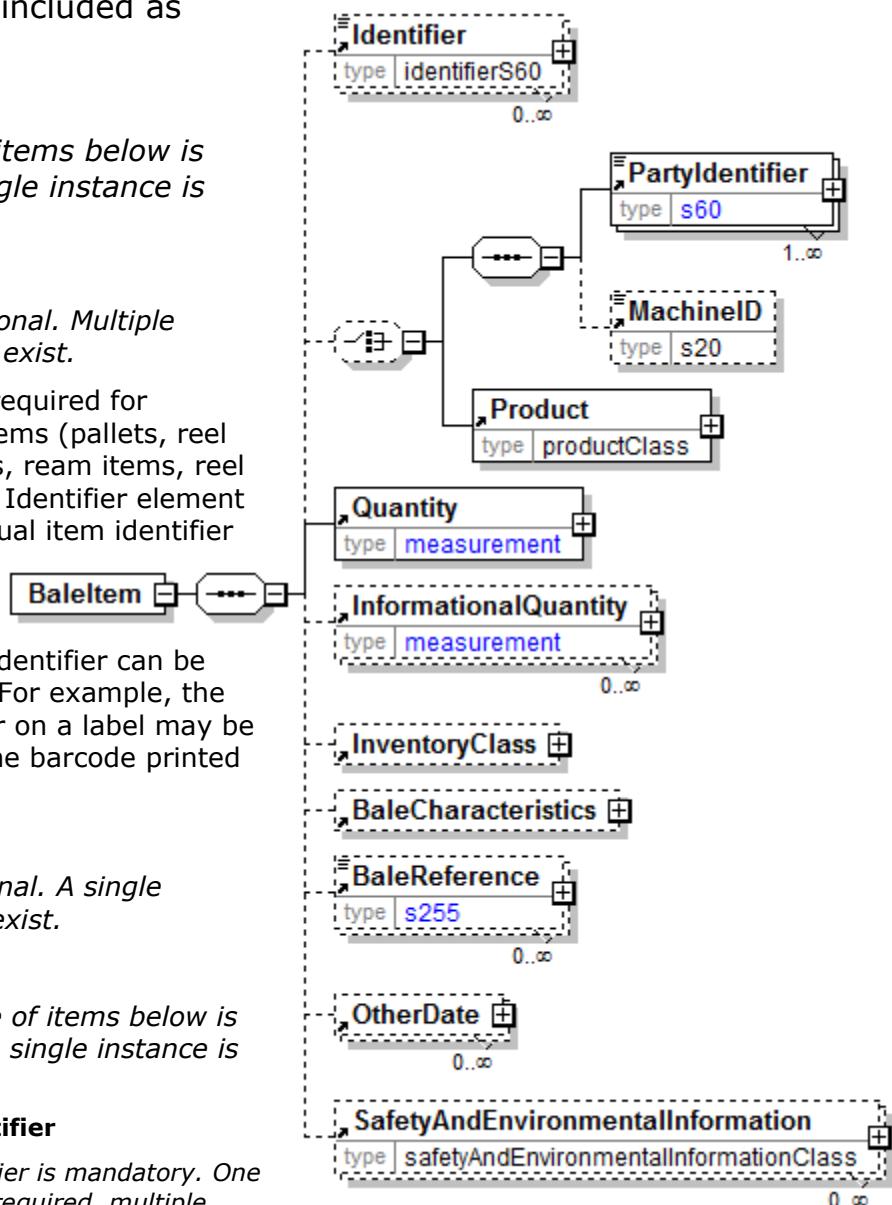 included as
items below is
gle instance is
onal. Multiple
exist.
required for
ems (pallets, reel
s, ream items, reel
Identifier element
ual item identifier
dentifier can be
For example, the
r on a label may be
he barcode printed
nal. A single
exist.
e of items below is
single instance is
tifier
ier is mandatory. One
required, multiple
BaleItem
Identifier
type identifierS60
0..∞
PartyIdentifier
type s60
1..∞
MachineID
type s20
Product
type productClass
Quantity
type measurement
InformationalQuantity
type measurement
0..∞
InventoryClass
BaleCharacteristics
BaleReference
type s255
0..∞
OtherDate
0..∞
SafetyAndEnvironmentalInformation
type safetyAndEnvironmentalInformationClass
0..∞